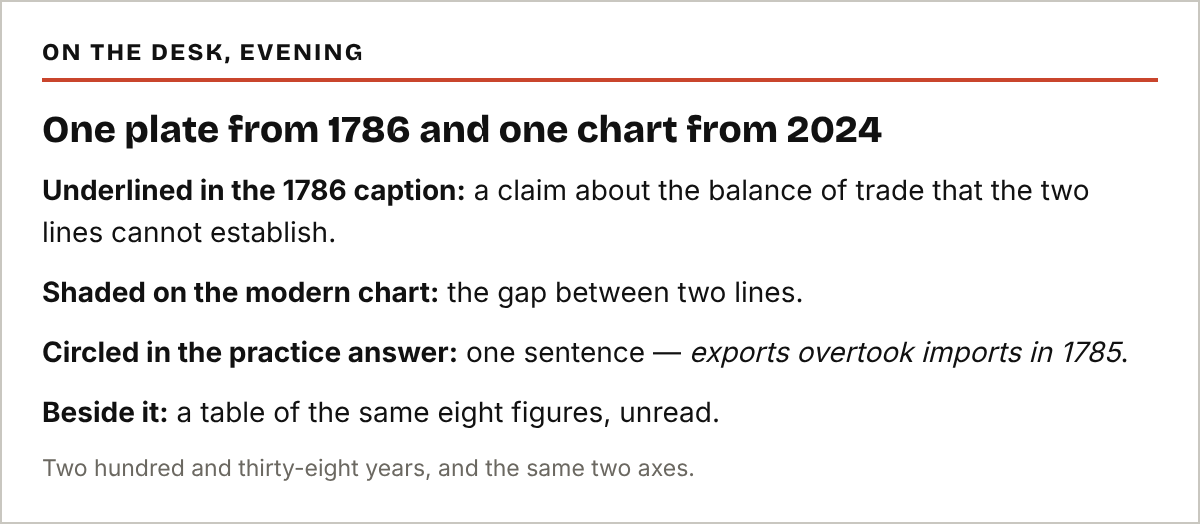 ON THE DESK, EVENING
One plate from 1786 and one chart from 2024
Underlined in the 1786 caption: a claim about the balance of trade that the two
lines cannot establish.
Shaded on the modern chart: the gap between two lines.
Circled in the practice answer: one sentence — exports overtook imports in 1785.
Beside it: a table of the same eight figures, unread.
Two hundred and thirty-eight years, and the same two axes.